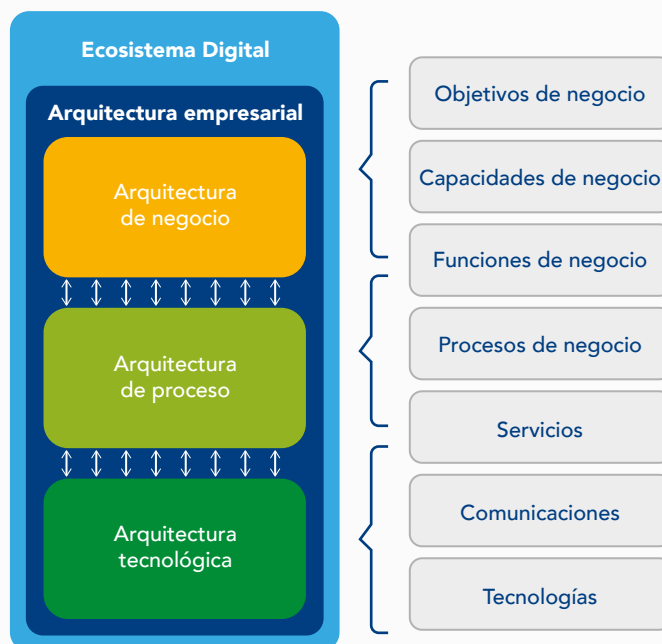 Ecosistema Digital
Arquitectura empresarial
Arquitectura
de negocio
Arquitectura
de proceso
Arquitectura
tecnológica
Objetivos de negocio
Capacidades de negocio
Funciones de negocio
Procesos de negocio
Servicios
Comunicaciones
Tecnologías